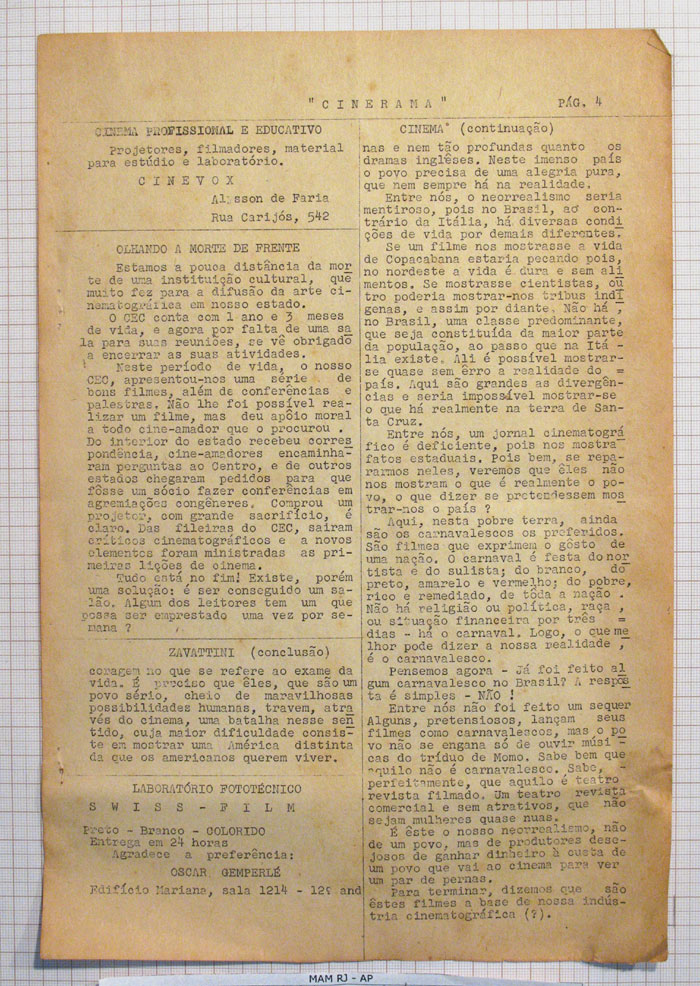 "CINERAMA" PÁG. 4
CINEMA PROFISSIONAL E EDUCATIVO
Projetores, filmadores, material
para estúdio e laboratório.
C I N E V O X
Alysson de Faria
Rua Carijós, 542
OLHANDO A MORTE DE FRENTE
Estamos a pouca distância da mor
te de uma instituição cultural, que
muito fez para a difusão da arte ci-
nematográfica em nosso estado.
O CEC conta com 1 ano e 3 meses
de vida, e agora por falta de uma sa
la para suas reuniões, se vê obrigado
a encerrar as suas atividades.
Neste período de vida, o nosso
CEC, apresentou-nos uma série de
bons filmes, além de conferências e
palestras. Não lhe foi possível rea-
lizar um filme, mas deu apôio moral
a todo cine-amador que o procurou .
Do interior do estado recebeu corres
pondência, cine-amadores encaminha-
ram perguntas ao Centro, e de outros
estados chegaram pedidos para que
fôsse um sócio fazer conferências em
agremiações congêneres. Comprou um
projetor, com grande sacrifício, é
claro. Das fileiras do CEC, sairam
críticos cinematográficos e a novos
elementos foram ministradas as pri-
meiras lições de cinema.
Tudo está no fim! Existe, porém
uma solução: é ser conseguido um sa-
lão. Algum dos leitores tem um que
possa ser emprestado uma vez por se-
mana ?
ZAVATTINI (conclusão)
coragem no que se refere ao exame da
vida. É preciso que êles, que são um
povo sério, cheio de maravilhosas
possibilidadez humanas, travem, atra
vés do cinema, uma batalha nesse sen
tido, cuja maior dificuldade consis-
te em mostrar uma América distinta
da que os americanos querem viver.
LABORATÓRIO FOTOTÉCNICO
S W I S S - F I L M
Preto - Branco - COLORIDO
Entrega em 24 horas
Agradece a preferência:
OSCAR GEMPERLÉ
Edifício Mariana, sala 1214 - 12º and
CINEMA" (continuação)
nas e nem tão profundas quanto os
dramas inglêses. Neste imenso país
o povo precisa de uma alegria pura,
que nem sempre há na realidade.
Entre nós, o neorrealismo seria
mentiroso, pois no Brasil, ao con-
trário da Itália, há diversas condi
ções de vida por demais diferentes.
Se um filme nos mostrasse a vida
de Copacabana estaria pecando pois,
no nordeste a vida é dura e sem ali
mentos. Se mostrasse cientistas, ou
tro poderia mostrar-nos tribus indí
genas, e assim por diante. Não há ,
no Brasil, uma classe predominante,
que seja constituída da maior parte
da população, ao passo que na Itá -
lia existe. Ali é possível mostrar-
se quase sem êrro a realidade do =
país. Aqui são grandes as divergên-
cias e seria impossável mostrar-se
o que há realmente na terra de San-
ta Cruz.
Entre nós, um jornal cinematográ
fico é deficiente, pois nos mostra
fatos estaduais. Pois bem, se repa-
rarmos neles, veremos que êles não
nos mostram o que é realmente o po-
vo, o que dizer se pretendessem mos
trar-nos o país ?
Aqui, nesta pobre terra, ainda
são os carnavalescos os preferidos.
São filmes que exprimem o gôsto de
uma nação. O carnaval é festa do nor
tista e do sulista; do branco, do
preto, amarelo e vermelho; do pobre,
rico e remediado, de tôda a nação .
Não há religião ou política, raça ,
ou situação financeira por três =
dias - há o carnaval. Logo, o que me
lhor pode dizer a nossa realidade ,
é o carnavalesco.
Pensemos agora - Já foi feito al
gum carnavalesco no Brasil? A respos
ta é simples - NÃO !
Entre nós não foi feito um sequer
Alguns, pretensiosos, lançam seus
filmes como carnavalescos, mas o po
vo não se engana só de ouvir músi -
cas do tríduo de Momo. Sabe bem que
aquilo não é carnavalesco. Sabe, -
perfeitamente, que aquilo é teatro
revista filmado. Um teatro revista
comercial e sem atrativos, que não
sejam mulheres quase nuas.
É êste o nosso neorrealismo, não
de um povo, mas de produtores dese-
josos de ganhar dinheiro à custa de
um povo que vai ao cinema para ver
um par de pernas.
Para terminar, dizemos que são
êstes filmes a base de nossa indús-
tria cinematográfica (?).
MAM RJ - AP